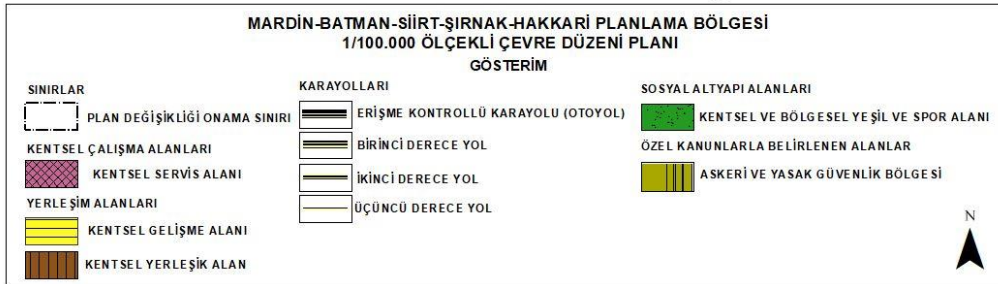 MARDİN-BATMAN-SİİRT-ŞIRNAK-HAKKARİ PLANLAMA BÖLGESİ
1/100.000 ÖLÇEKLİ ÇEVRE DÜZENİ PLANI
GÖSTERİM
SINIRLAR
PLAN DEĞİŞİKLİĞİ ONAMA SINIRI
KENTSEL ÇALIŞMA ALANLARI
KENTSEL SERVİS ALANI
YERLEŞİM ALANLARI
KENTSEL GELİŞME ALANI
KENTSEL YERLEŞİK ALAN
KARAYOLLARI
ERİŞME KONTROLLÜ KARAYOLU (OTOYOL)
BİRİNCİ DERECE YOL
İKİNCİ DERECE YOL
ÜÇÜNCÜ DERECE YOL
SOSYAL ALTYAPI ALANLARI
KENTSEL VE BÖLGESEL YEŞİL VE SPOR ALANI
ÖZEL KANUNLARLA BELİRLENEN ALANLAR
ASKERİ VE YASAK GÜVENLİK BÖLGESİ
N